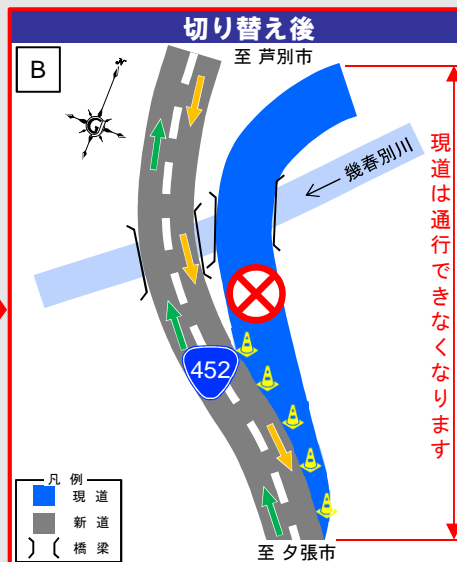 切り替え後
B
至 芦別市
幾春別川
現道は通行できなくなります
452
凡 例
現 道
新 道
橋 梁
至 夕張市